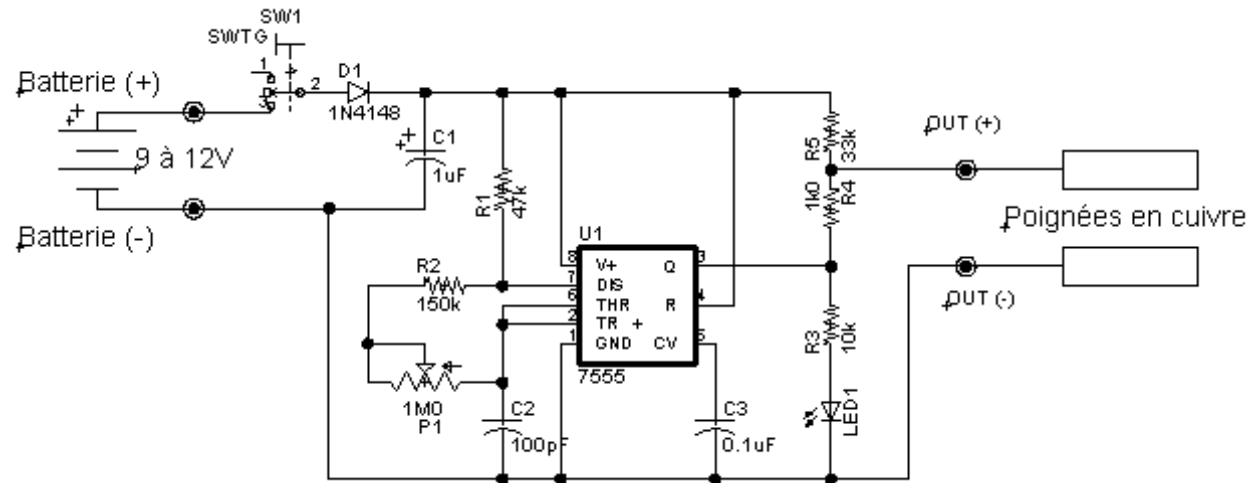 SW1
SWTG
1
2
3
Batterie (+)
D1
1N4148
9 à 12V
C1
1uF
R1
47k
R5
33k
OUT (+)
1k0
R4
Poignées en cuivre
Batterie (-)
U1
R2
150k
8
V+
Q
3
7
DIS
6
THR
R
4
2
TR
1
GND
CV
5
7555
OUT (-)
R3
10k
1M0
P1
C2
100pF
C3
0.1uF
LED1